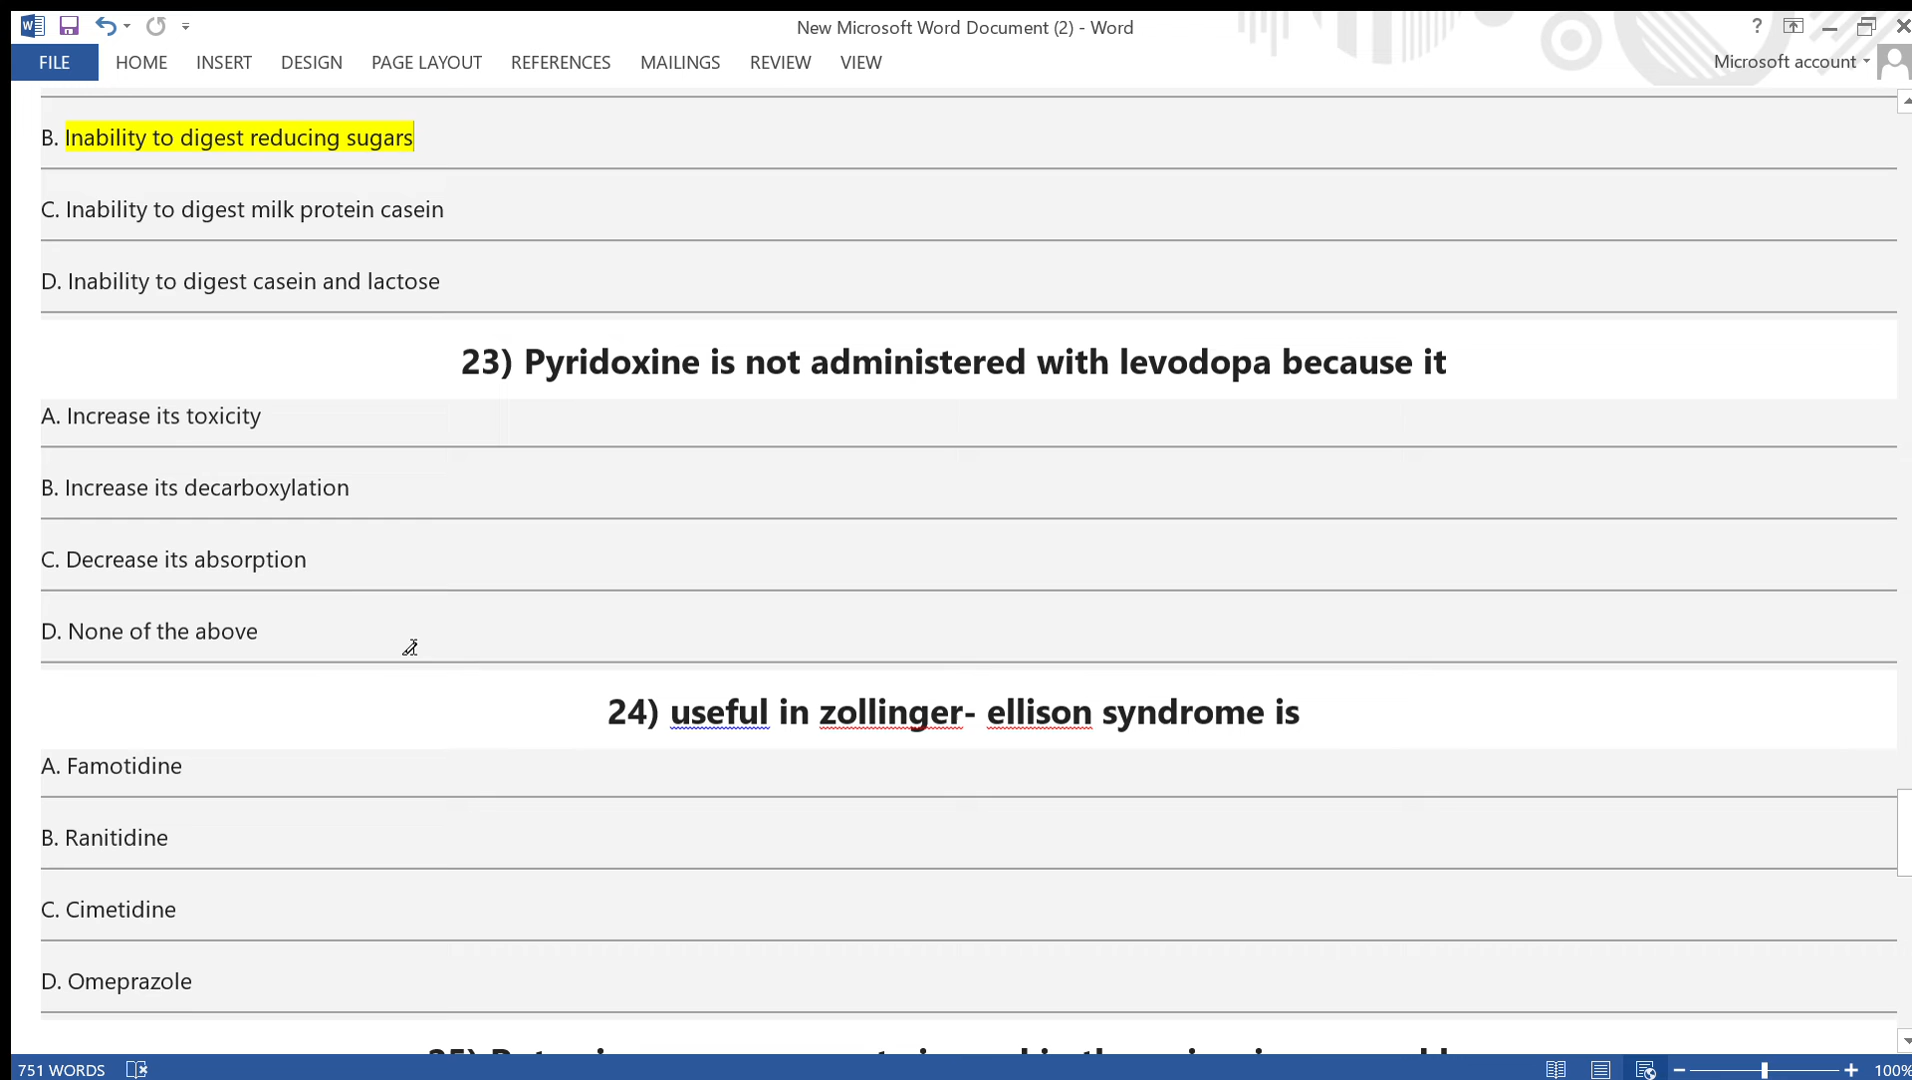 New Microsoft Word Document (2) - Word
?
FILE HOME INSERT DESIGN PAGE LAYOUT REFERENCES MAILINGS REVIEW VIEW
Microsoft account
B. Inability to digest reducing sugars
C. Inability to digest milk protein casein
D. Inability to digest casein and lactose
23) Pyridoxine is not administered with levodopa because it
A. Increase its toxicity
B. Increase its decarboxylation
C. Decrease its absorption
D. None of the above
24) useful in zollinger- ellison syndrome is
A. Famotidine
B. Ranitidine
C. Cimetidine
D. Omeprazole
751 WORDS
100%